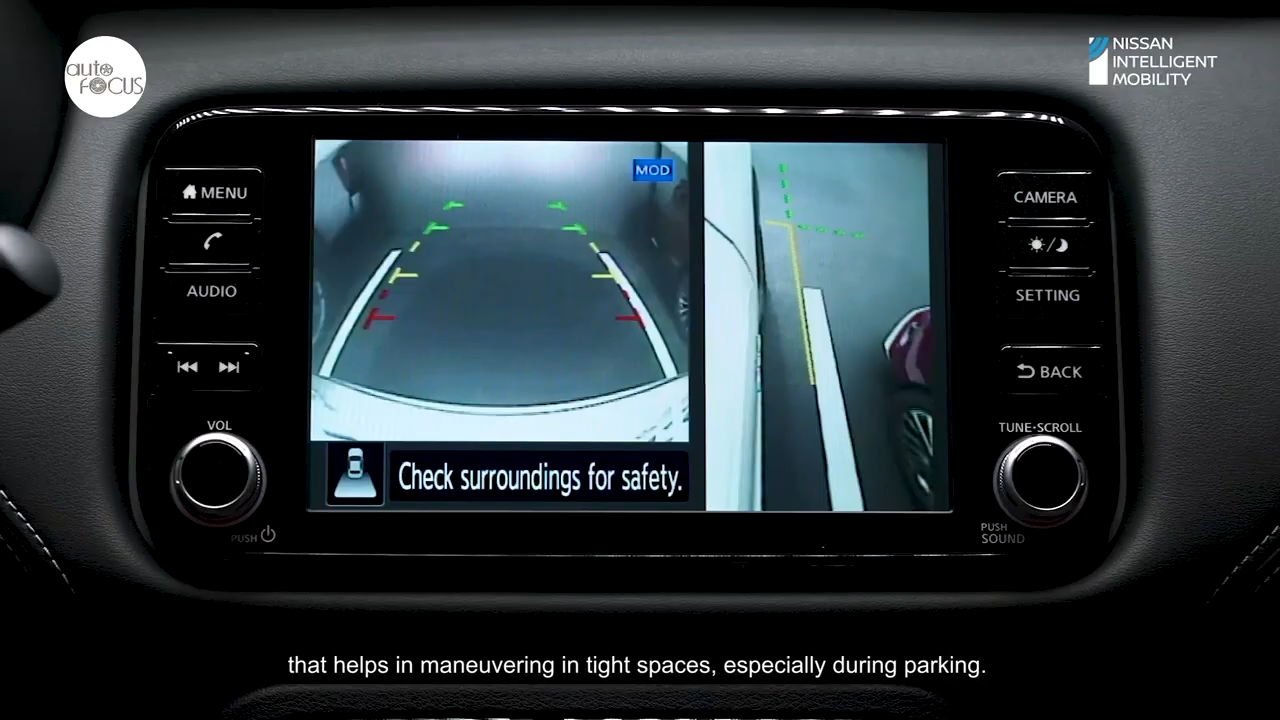 auto
FOCUS
NISSAN
INTELLIGENT
MOBILITY
MOD
MENU
CAMERA
AUDIO
SETTING
BACK
VOL
TUNE·SCROLL
Check surroundings for safety.
PUSH
PUSH
SOUND
that helps in maneuvering in tight spaces, especially during parking.